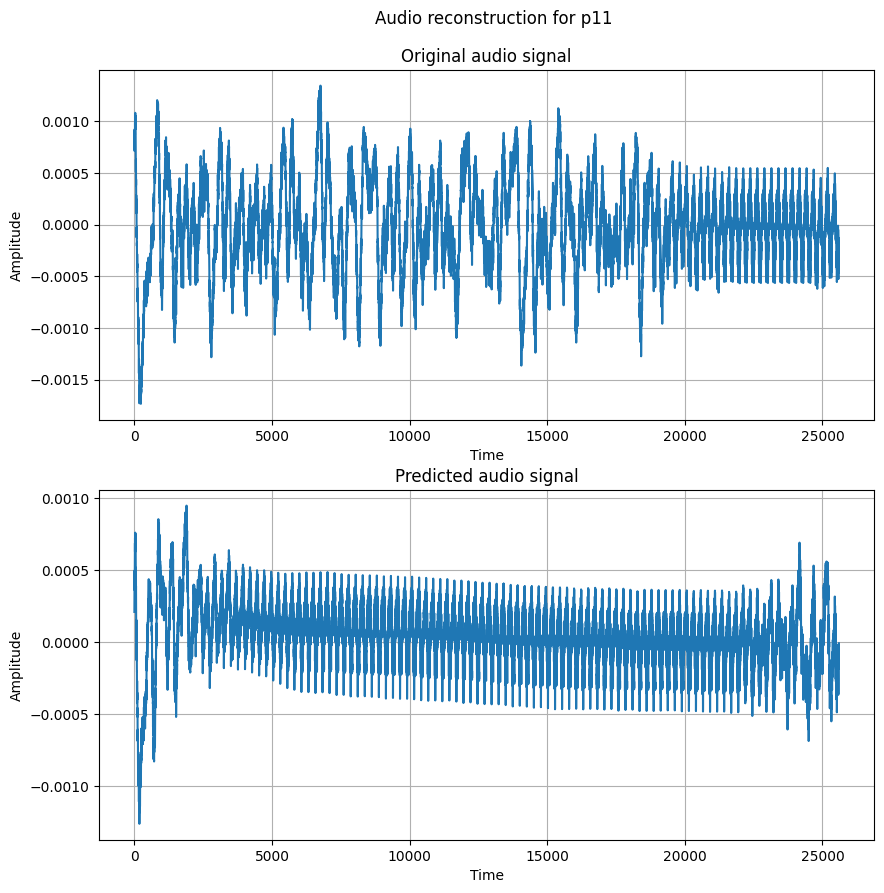 Audio reconstruction for p11
Original audio signal
0.0010
0.0005
0.0000
−0.0005
−0.0010
−0.0015
Amplitude
0 5000 10000 15000 20000 25000
Time
Predicted audio signal
0.0010
0.0005
0.0000
−0.0005
−0.0010
Amplitude
0 5000 10000 15000 20000 25000
Time